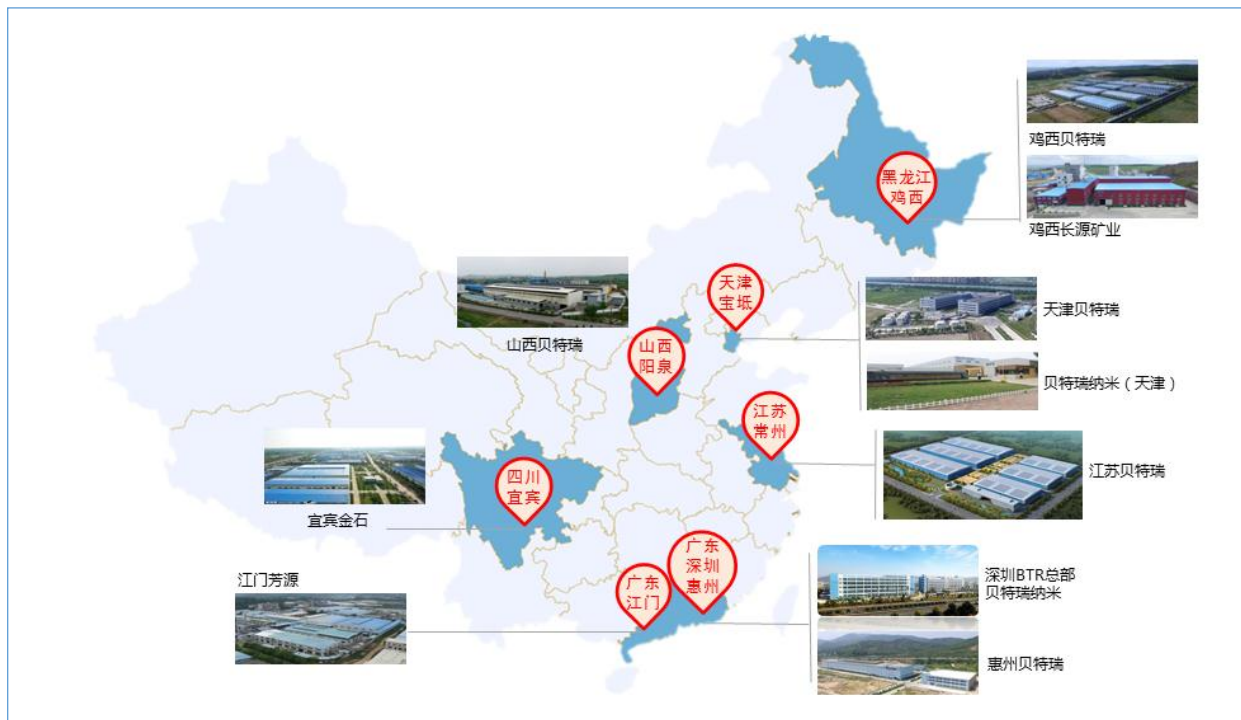 鸡西贝特瑞
黑龙江
鸡西
鸡西长源矿业
天津
宝坻
天津贝特瑞
山西贝特瑞
山西
阳泉
贝特瑞纳米（天津）
江苏
常州
江苏贝特瑞
四川
宜宾
宜宾金石
广东
深圳
惠州
深圳BTR总部
贝特瑞纳米
江门芳源
广东
江门
惠州贝特瑞